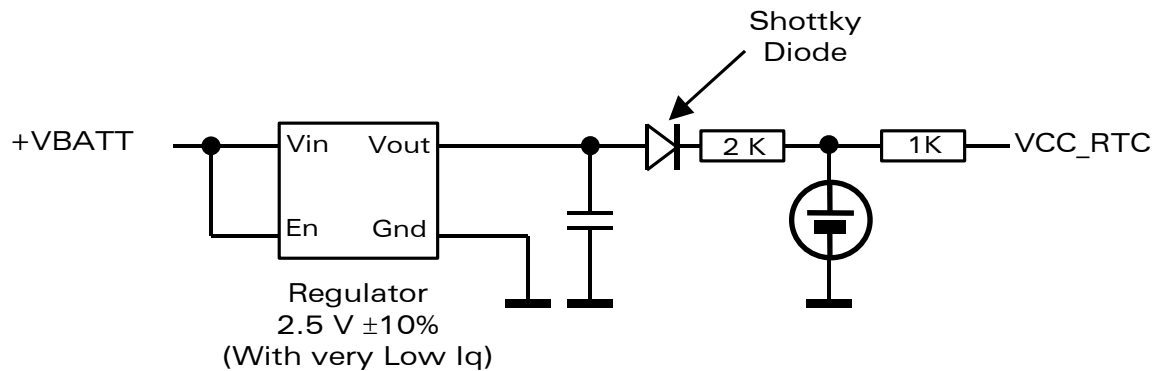 Shottky
Diode
+VBATT
Vin
Vout
2 K
1K
VCC_RTC
En
Gnd
Regulator
2.5 V ±10%
(With very Low Iq)